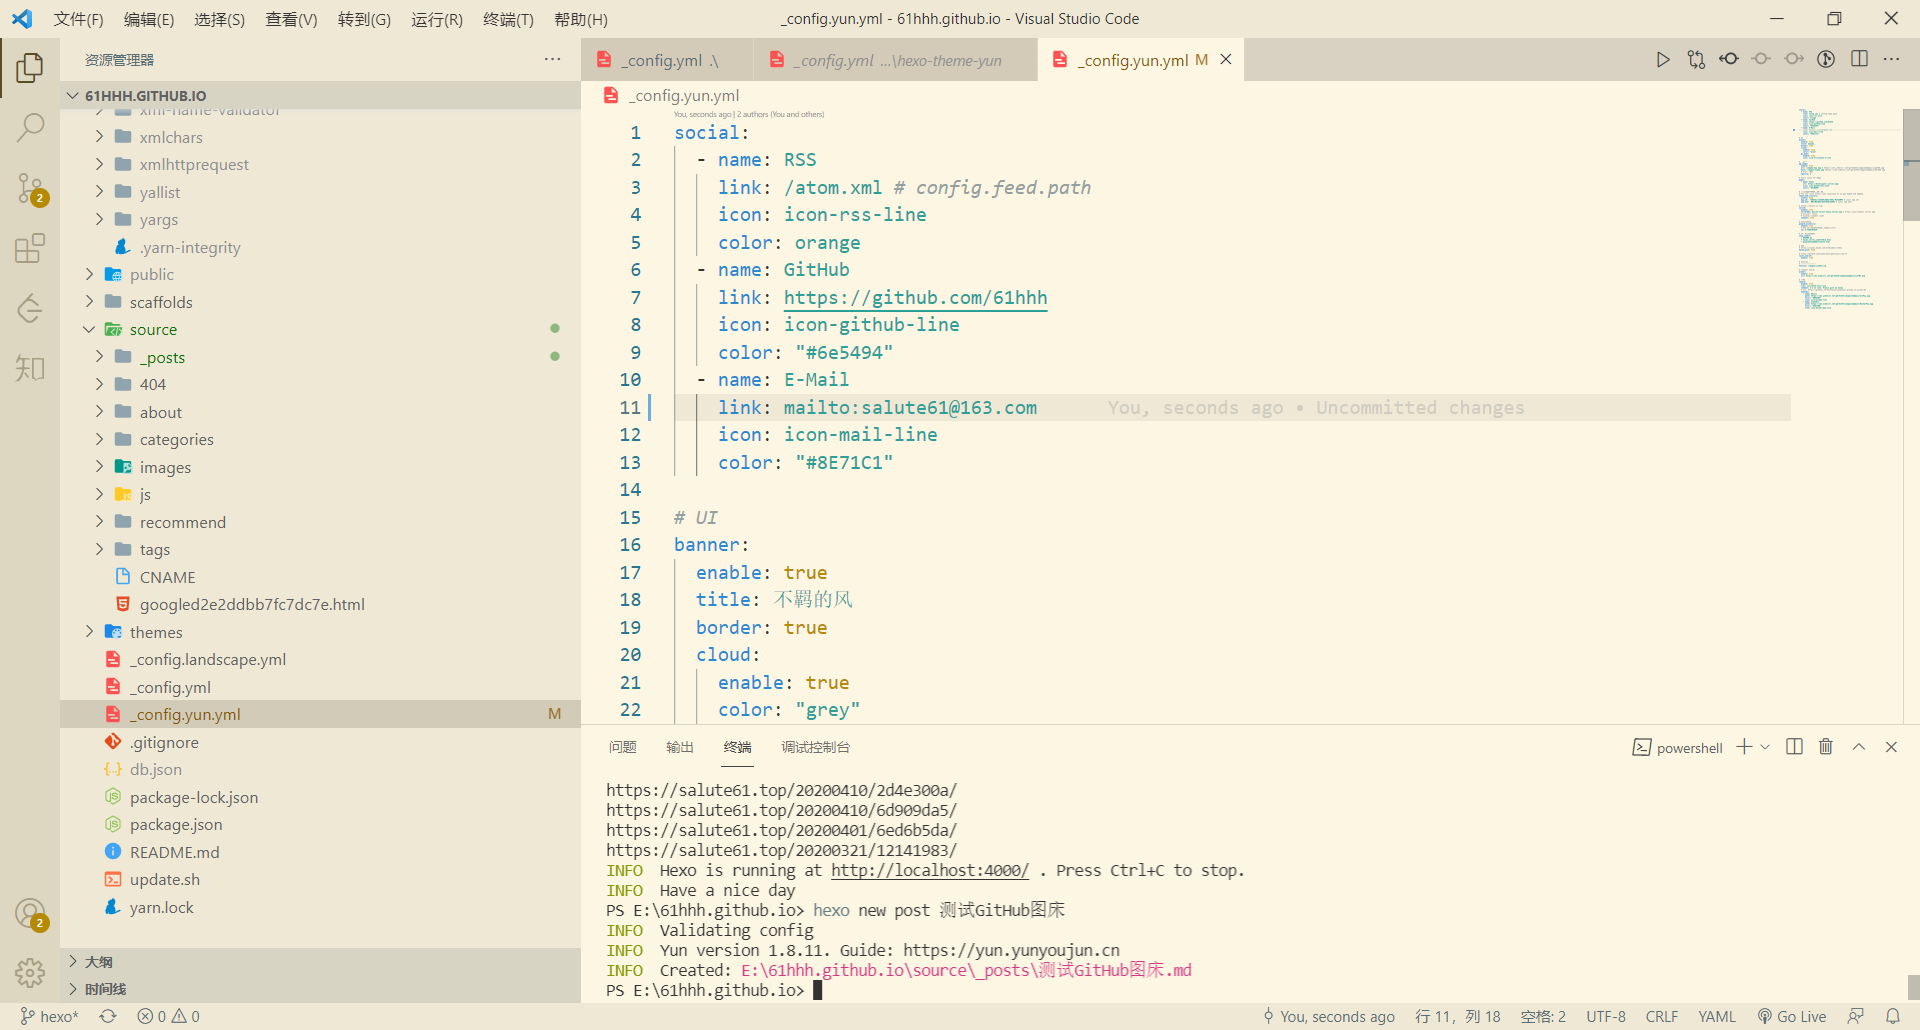 文件(F) 编辑(E) 选择(S) 查看(V) 转到(G) 运行(R) 终端(T) 帮助(H) _config.yun.yml - 61hhh.github.io - Visual Studio Code
资源管理器
61HHH.GITHUB.IO
xml-name-validator
xmlchars
xmlhttprequest
yallist
yargs
.yarn-integrity
public
scaffolds
source
_posts
404
about
categories
images
js
recommend
tags
CNAME
googled2e2ddbb7fc7dc7e.html
themes
_config.landscape.yml
_config.yml
_config.yun.yml M
.gitignore
db.json
package-lock.json
package.json
README.md
update.sh
yarn.lock
大纲
时间线
知
2
2
_config.yml .\ _config.yml ...\hexo-theme-yun _config.yun.yml M
_config.yun.yml
You, seconds ago | 2 authors (You and others)
1 social:
2 - name: RSS
3 link: /atom.xml # config.feed.path
4 icon: icon-rss-line
5 color: orange
6 - name: GitHub
7 link: https://github.com/61hhh
8 icon: icon-github-line
9 color: "#6e5494"
10 - name: E-Mail
11 link: mailto:salute61@163.com You, seconds ago • Uncommitted changes
12 icon: icon-mail-line
13 color: "#8E71C1"
14
15 # UI
16 banner:
17 enable: true
18 title: 不羁的风
19 border: true
20 cloud:
21 enable: true
22 color: "grey"
问题 输出 终端 调试控制台 powershell
https://salute61.top/20200410/2d4e300a/
https://salute61.top/20200410/6d909da5/
https://salute61.top/20200401/6ed6b5da/
https://salute61.top/20200321/12141983/
INFO Hexo is running at http://localhost:4000/ . Press Ctrl+C to stop.
INFO Have a nice day
PS E:\61hhh.github.io> hexo new post 测试GitHub图床
INFO Validating config
INFO Yun version 1.8.11. Guide: https://yun.yunyoujun.cn
INFO Created: E:\61hhh.github.io\source\_posts\测试GitHub图床.md
PS E:\61hhh.github.io>
hexo* 0 0 You, seconds ago 行 11，列 18 空格: 2 UTF-8 CRLF YAML Go Live